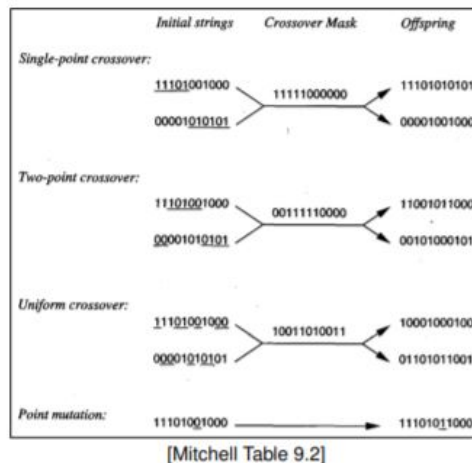 Initial strings Crossover Mask Offspring
Single-point crossover:
11101001000 11111000000 11101010101
00001010101 00001001000
Two-point crossover:
11101001000 00111110000 11001011000
00001010101 00101000101
Uniform crossover:
11101001000 10011010011 10001000100
00001010101 01101011001
Point mutation: 11101001000 11101011000
[Mitchell Table 9.2]